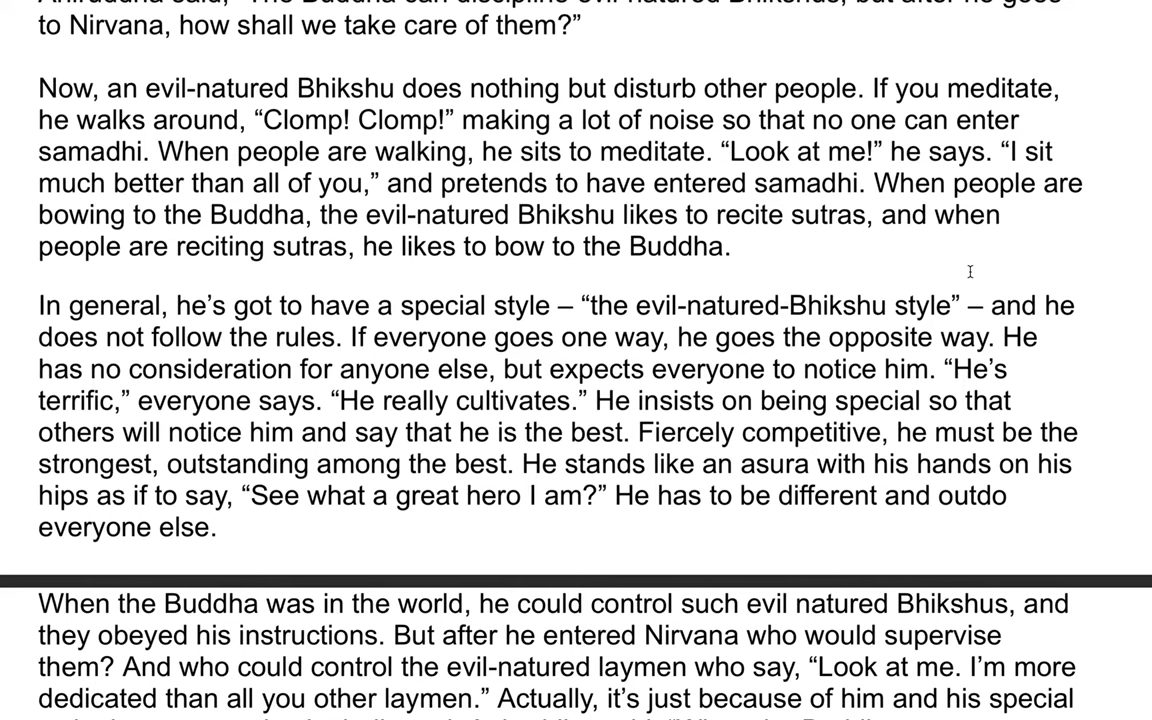 Aniruddha said, “The Buddha can discipline evil-natured Bhikshus, but after he goes
to Nirvana, how shall we take care of them?”
Now, an evil-natured Bhikshu does nothing but disturb other people. If you meditate,
he walks around, “Clomp! Clomp!” making a lot of noise so that no one can enter
samadhi. When people are walking, he sits to meditate. “Look at me!” he says. “I sit
much better than all of you,” and pretends to have entered samadhi. When people are
bowing to the Buddha, the evil-natured Bhikshu likes to recite sutras, and when
people are reciting sutras, he likes to bow to the Buddha.
In general, he’s got to have a special style – “the evil-natured-Bhikshu style” – and he
does not follow the rules. If everyone goes one way, he goes the opposite way. He
has no consideration for anyone else, but expects everyone to notice him. “He’s
terrific,” everyone says. “He really cultivates.” He insists on being special so that
others will notice him and say that he is the best. Fiercely competitive, he must be the
strongest, outstanding among the best. He stands like an asura with his hands on his
hips as if to say, “See what a great hero I am?” He has to be different and outdo
everyone else.
When the Buddha was in the world, he could control such evil natured Bhikshus, and
they obeyed his instructions. But after he entered Nirvana who would supervise
them? And who could control the evil-natured laymen who say, “Look at me. I’m more
dedicated than all you other laymen.” Actually, it’s just because of him and his special